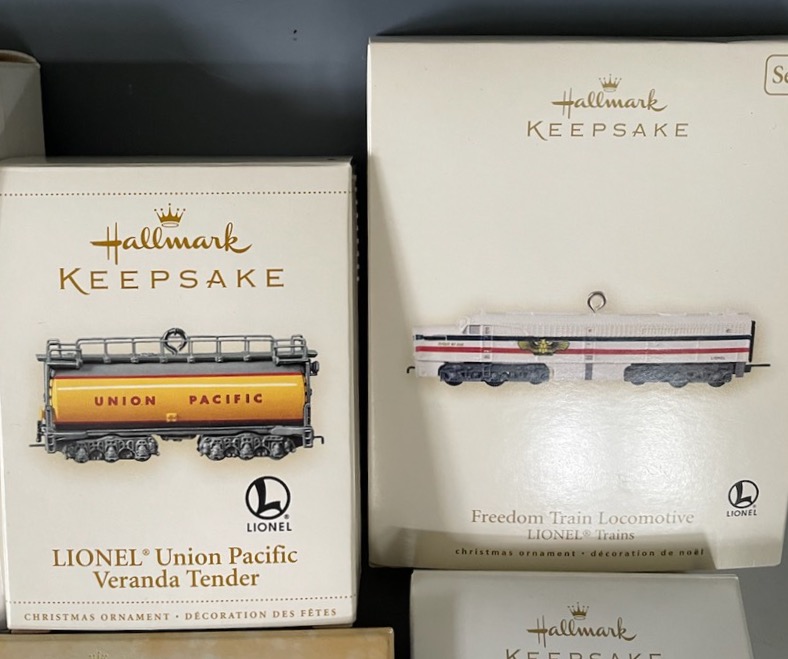 Hallmark
KEEPSAKE
UNION PACIFIC
L
LIONEL
LIONEL® Union Pacific
Veranda Tender
CHRISTMAS ORNAMENT • DÉCORATION DES FÊTES
Hallmark
KEEPSAKE
L
LIONEL
Freedom Train Locomotive
LIONEL® Trains
christmas ornament • décoration de noël
Hallmark
KEEPSAKE